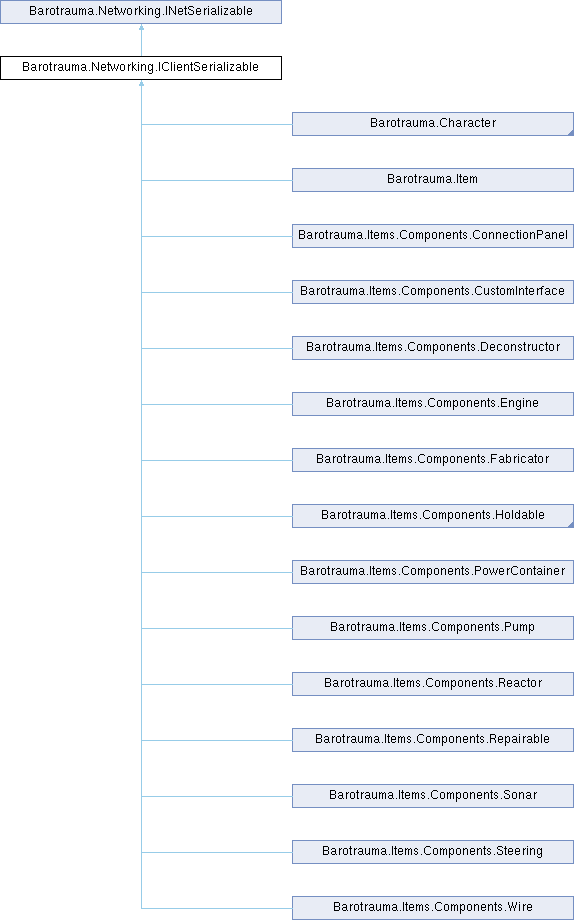 Barotrauma.Networking.INetSerializable
Barotrauma.Networking.IClientSerializable
Barotrauma.Character
Barotrauma.Item
Barotrauma.Items.Components.ConnectionPanel
Barotrauma.Items.Components.CustomInterface
Barotrauma.Items.Components.Deconstructor
Barotrauma.Items.Components.Engine
Barotrauma.Items.Components.Fabricator
Barotrauma.Items.Components.Holdable
Barotrauma.Items.Components.PowerContainer
Barotrauma.Items.Components.Pump
Barotrauma.Items.Components.Reactor
Barotrauma.Items.Components.Repairable
Barotrauma.Items.Components.Sonar
Barotrauma.Items.Components.Steering
Barotrauma.Items.Components.Wire